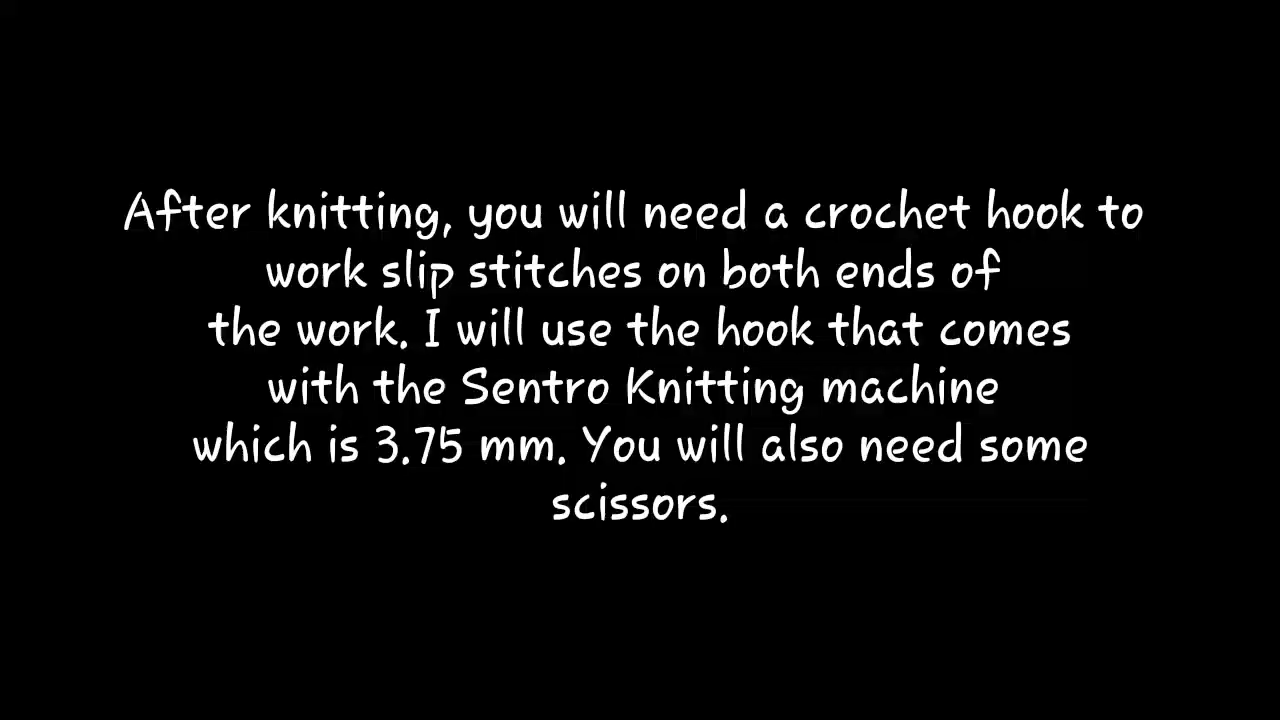 After knitting, you will need a crochet hook to
work slip stitches on both ends of
the work. I will use the hook that comes
with the Sentro Knitting machine
which is 3.75 mm. You will also need some
scissors.